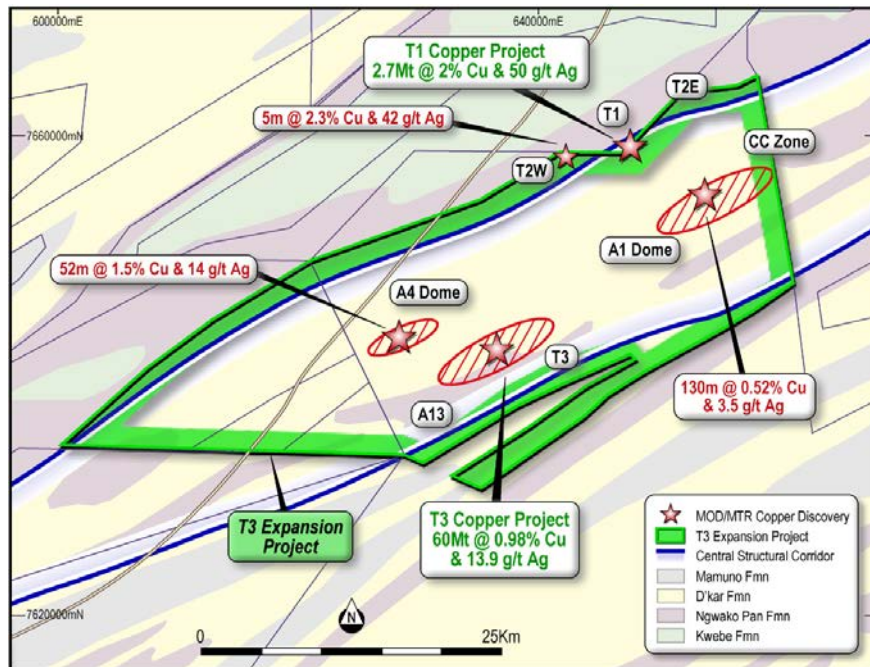 600000mE
640000mE
T1 Copper Project
2.7Mt @ 2% Cu & 50 g/t Ag
T2E
5m @ 2.3% Cu & 42 g/t Ag
T1
7660000mN
CC Zone
T2W
A1 Dome
52m @ 1.5% Cu & 14 g/t Ag
A4 Dome
T3
130m @ 0.52% Cu
& 3.5 g/t Ag
A13
T3 Expansion
Project
T3 Copper Project
60Mt @ 0.98% Cu
& 13.9 g/t Ag
MOD/MTR Copper Discovery
T3 Expansion Project
Central Structural Corridor
Mamuno Fmn
D'kar Fmn
Ngwako Pan Fmn
Kwebe Fmn
7620000mN
N
0
25Km